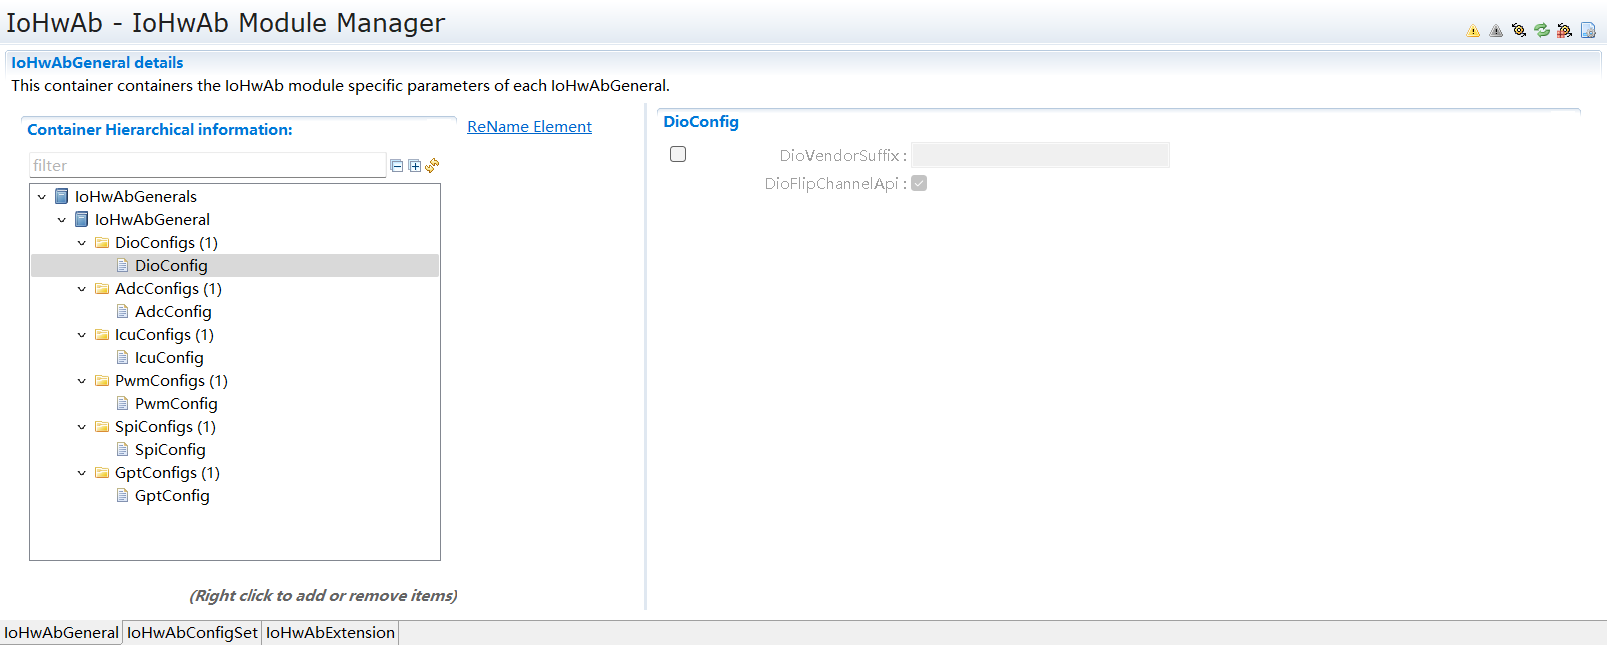 IoHwAb - IoHwAb Module Manager
IoHwAbGeneral details
This container containers the IoHwAb module specific parameters of each IoHwAbGeneral.
Container Hierarchical information:
ReName Element
filter
IoHwAbGenerals
IoHwAbGeneral
DioConfigs (1)
DioConfig
AdcConfigs (1)
AdcConfig
IcuConfigs (1)
IcuConfig
PwmConfigs (1)
PwmConfig
SpiConfigs (1)
SpiConfig
GptConfigs (1)
GptConfig
(Right click to add or remove items)
DioConfig
DioVendorSuffix :
DioFlipChannelApi :
IoHwAbGeneral IoHwAbConfigSet IoHwAbExtension